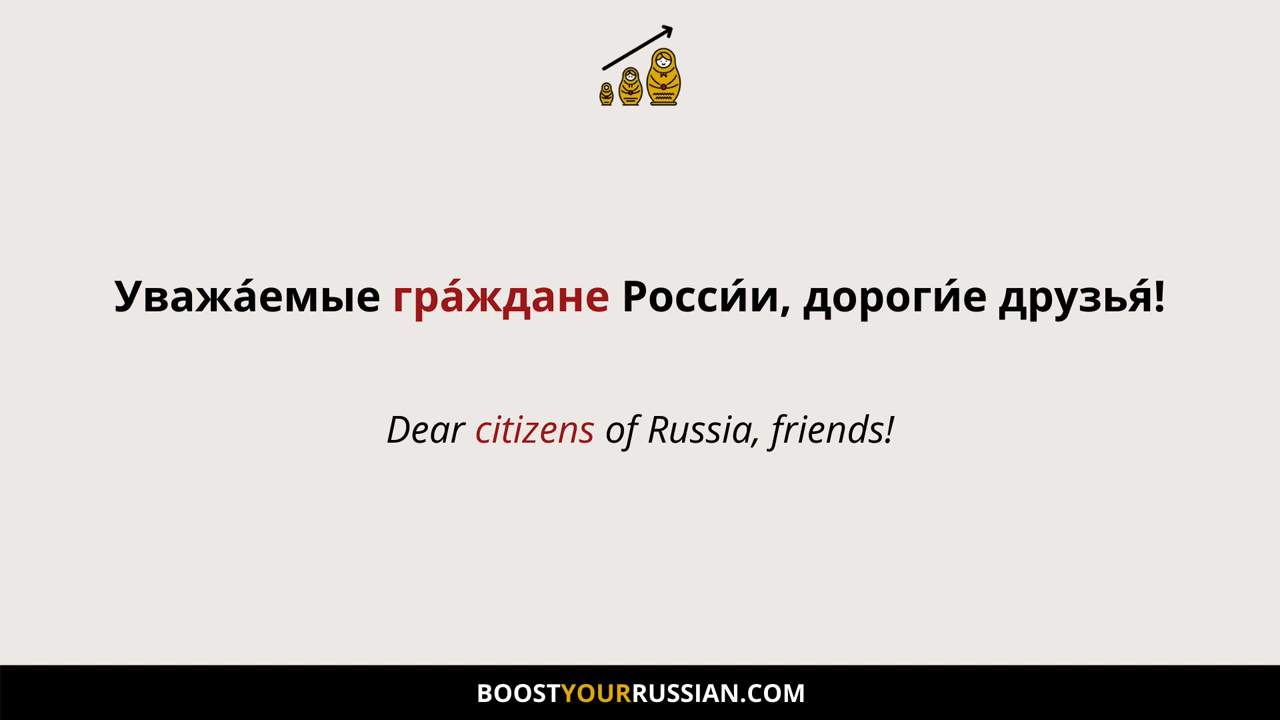 Уважа́емые гра́ждане Росси́и, дороги́е друзья́!
Dear citizens of Russia, friends!
BOOSTYOURRUSSIAN.COM